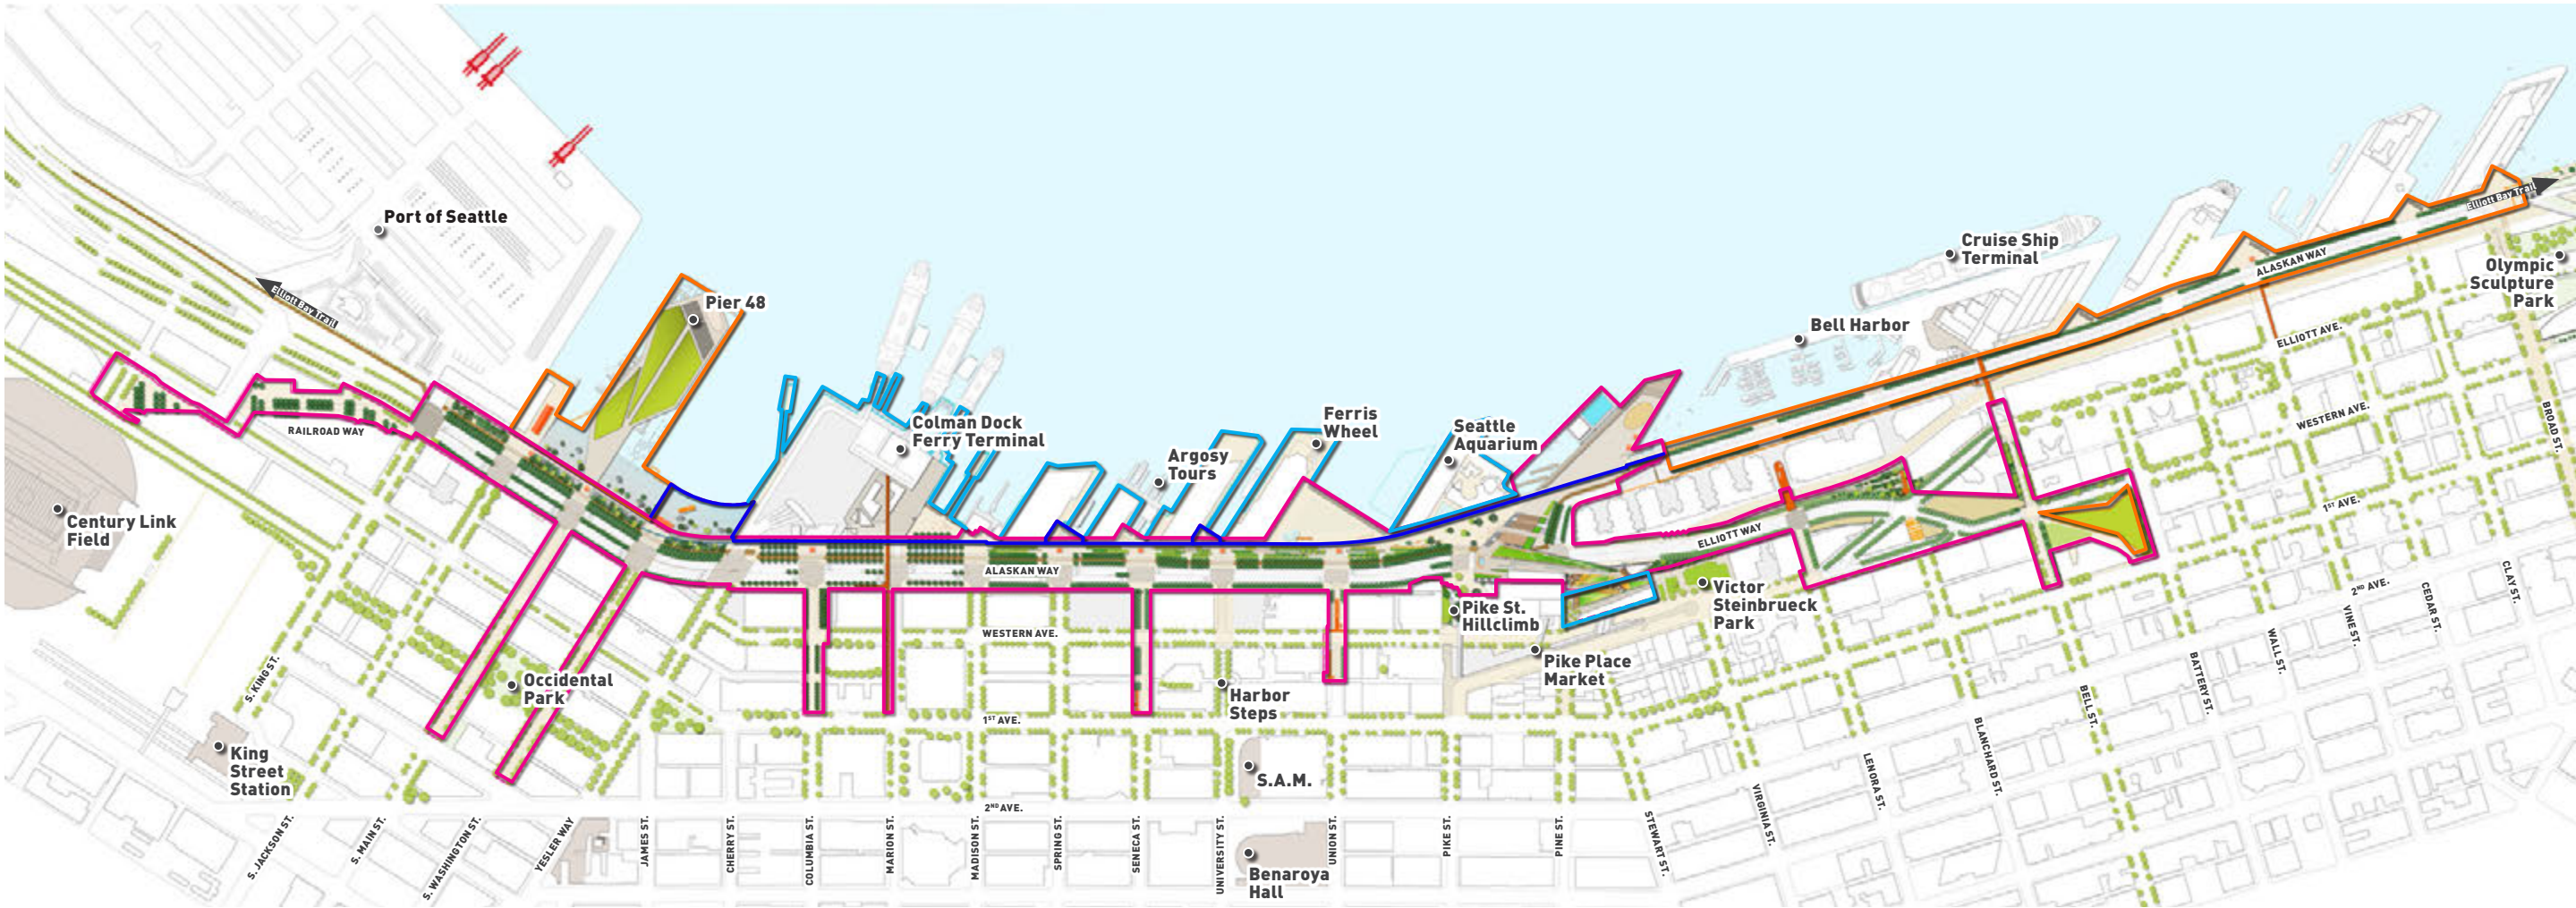 Port of Seattle
Elliott Bay Trail
Pier 48
Colman Dock
Ferry Terminal
Argosy
Tours
Ferris
Wheel
Seattle
Aquarium
Bell Harbor
Cruise Ship
Terminal
Elliott Bay Trail
ALASKAN WAY
Olympic
Sculpture
Park
ELLIOTT AVE.
WESTERN AVE.
BROAD ST.
1ST AVE.
2ND AVE.
CLAY ST.
CEDAR ST.
VINE ST.
WALL ST.
BATTERY ST.
BELL ST.
BLANCHARD ST.
LENORA ST.
VIRGINIA ST.
STEWART ST.
RAILROAD WAY
Century Link
Field
ALASKAN WAY
ELLIOTT WAY
Victor
Steinbrueck
Park
Pike St.
Hillclimb
Pike Place
Market
WESTERN AVE.
Harbor
Steps
Occidental
Park
1ST AVE.
S. KING ST.
King
Street
Station
S.A.M.
2ND AVE.
Benaroya
Hall
S. JACKSON ST.
S. MAIN ST.
S. WASHINGTON ST.
YESLER WAY
JAMES ST.
CHERRY ST.
COLUMBIA ST.
MARION ST.
MADISON ST.
SPRING ST.
SENECA ST.
UNIVERSITY ST.
UNION ST.
PIKE ST.
PINE ST.